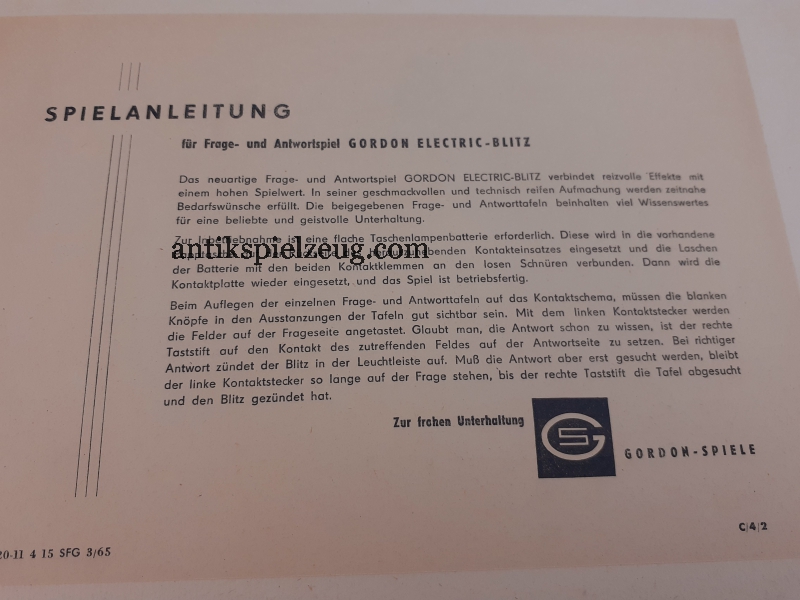 SPIELANLEITUNG
für Frage- und Antwortspiel GORDON ELECTRIC-BLITZ
Das neuartige Frage- und Antwortspiel GORDON ELECTRIC-BLITZ verbindet reizvolle Effekte mit
einem hohen Spielwert. In seiner geschmackvollen und technisch reifen Aufmachung werden zeitnahe
Bedarfswünsche erfüllt. Die beigegebenen Frage- und Antworttafeln beinhalten viel Wissenswertes
für eine beliebte und geistvolle Unterhaltung.
Zur Inbetriebnahme ist eine flache Taschenlampenbatterie erforderlich. Diese wird in die vorhandene
antikspielzeug.com
Kontakteinsatzes eingesetzt und die Laschen
der Batterie mit den beiden Kontaktklemmen an den losen Schnüren verbunden. Dann wird die
Kontaktplatte wieder eingesetzt, und das Spiel ist betriebsfertig.
Beim Auflegen der einzelnen Frage- und Antworttafeln auf das Kontaktschema, müssen die blanken
Knöpfe in den Ausstanzungen der Tafeln gut sichtbar sein. Mit dem linken Kontaktstecker werden
die Felder auf der Frageseite angetastet. Glaubt man, die Antwort schon zu wissen, ist der rechte
Taststift auf den Kontakt des zutreffenden Feldes auf der Antwortseite zu setzen. Bei richtiger
Antwort zündet der Blitz in der Leuchtleiste auf. Muß die Antwort aber erst gesucht werden, bleibt
der linke Kontaktstecker so lange auf der Frage stehen, bis der rechte Taststift die Tafel abgesucht
und den Blitz gezündet hat.
Zur frohen Unterhaltung
GS
GORDON-SPIELE
C|4|2
20-11 4 15 SFG 3/65